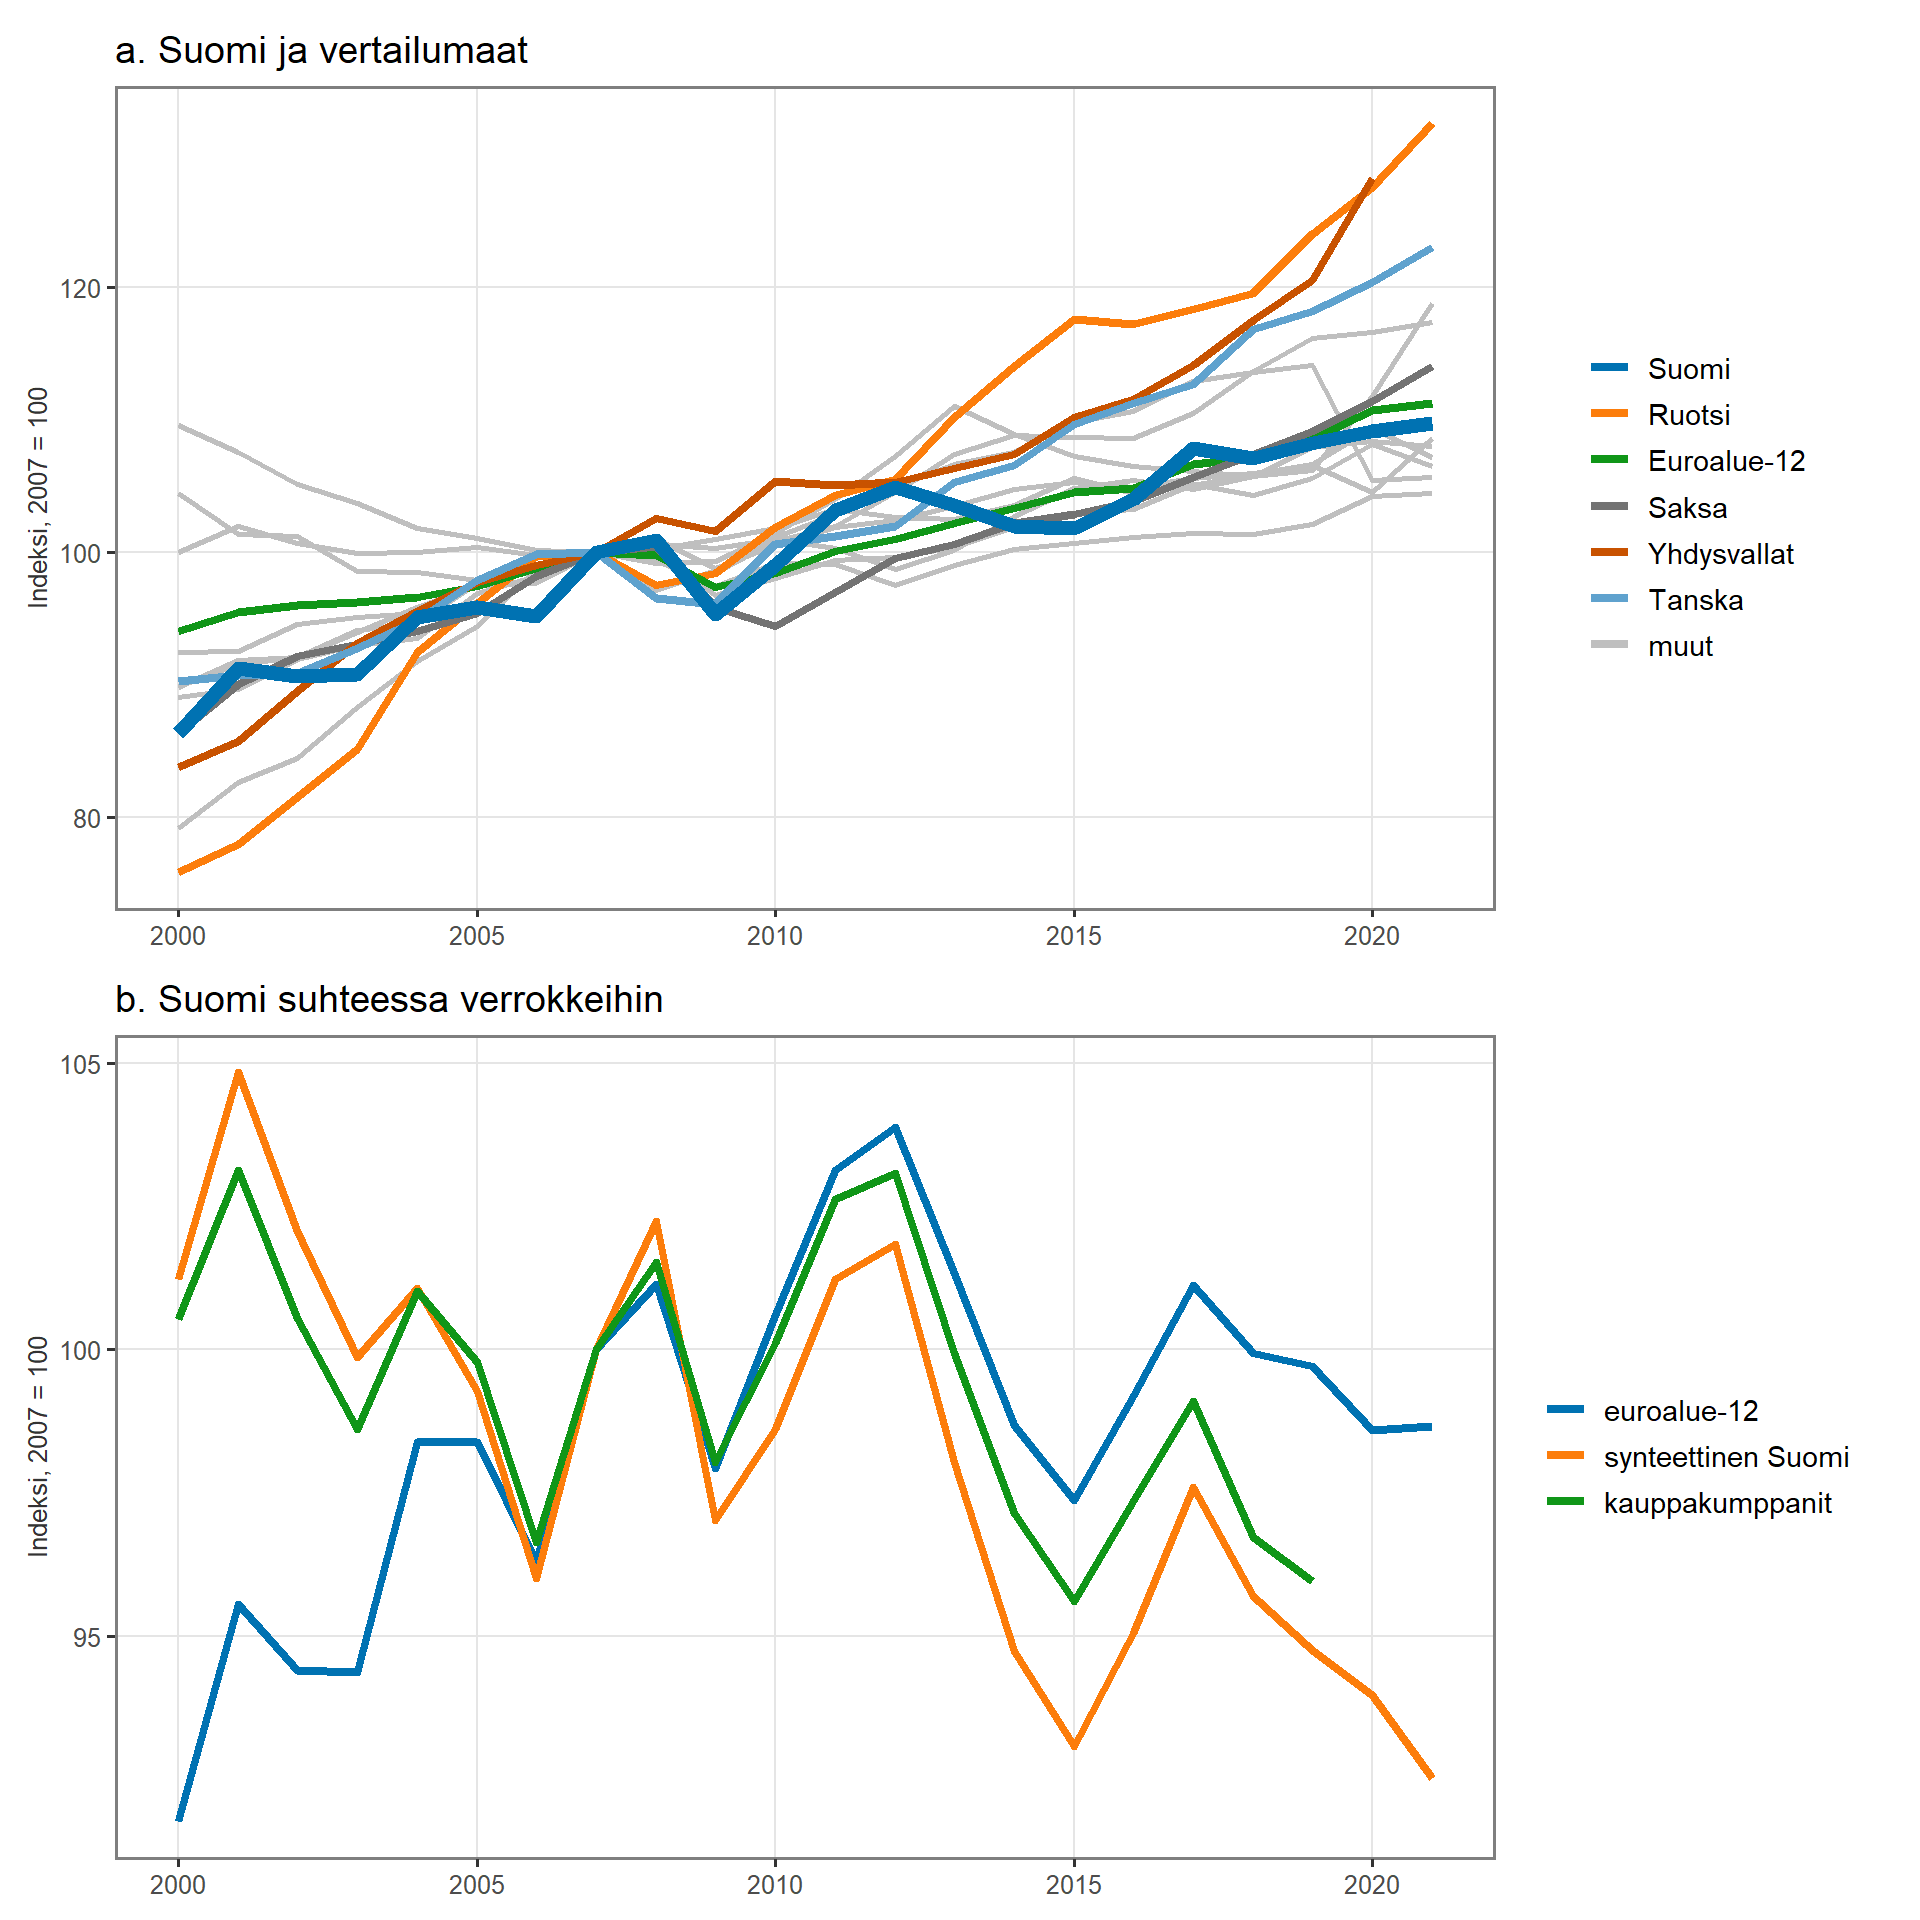 a. Suomi ja vertailumaat
Indeksi, 2007 = 100
120
100
80
2000 2005 2010 2015 2020
Suomi
Ruotsi
Euroalue-12
Saksa
Yhdysvallat
Tanska
muut
b. Suomi suhteessa verrokkeihin
Indeksi, 2007 = 100
105
100
95
2000 2005 2010 2015 2020
euroalue-12
synteettinen Suomi
kauppakumppanit